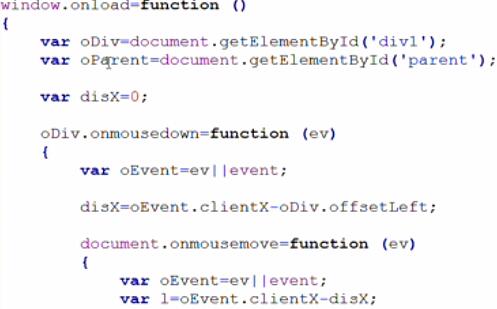 window.onload=function ()
{
var oDiv=document.getElementById('div1');
var oParent=document.getElementById('parent');
var disX=0;
oDiv.onmousedown=function (ev)
{
var oEvent=ev||event;
disX=oEvent.clientX-oDiv.offsetLeft;
document.onmousemove=function (ev)
{
var oEvent=ev||event;
var l=oEvent.clientX-disX;